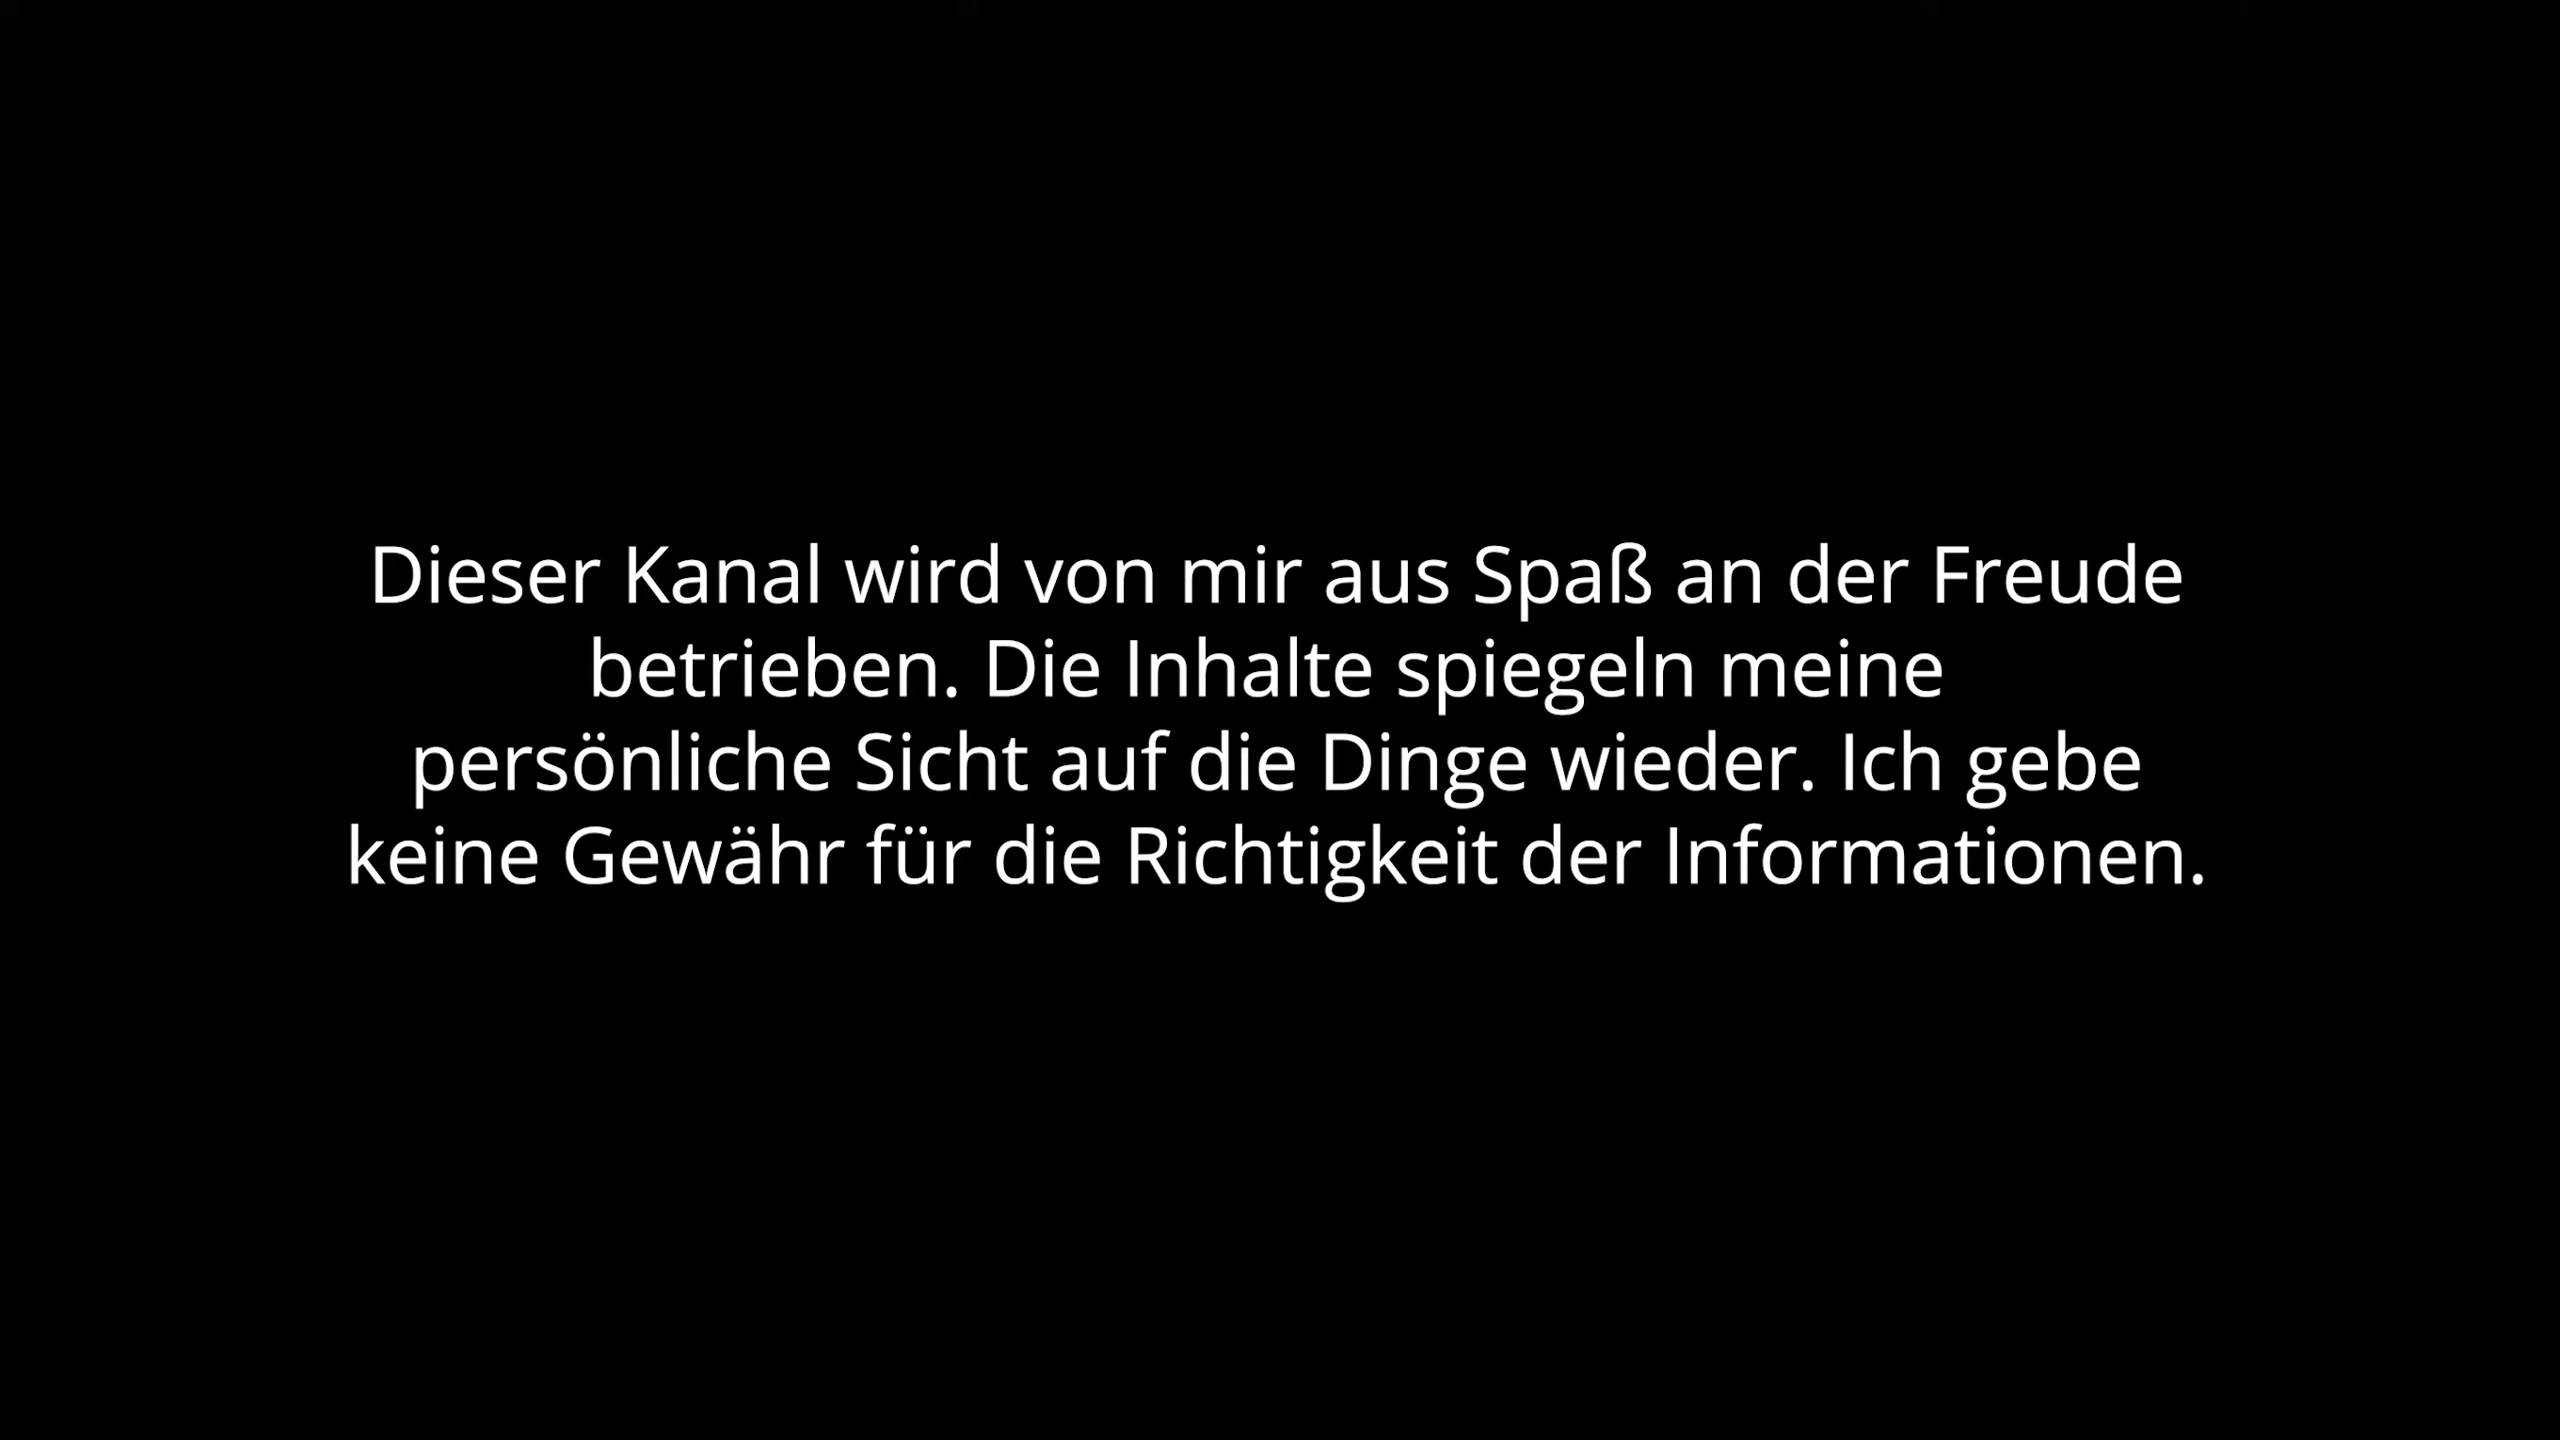 Dieser Kanal wird von mir aus Spaß an der Freude
betrieben. Die Inhalte spiegeln meine
persönliche Sicht auf die Dinge wieder. Ich gebe
keine Gewähr für die Richtigkeit der Informationen.